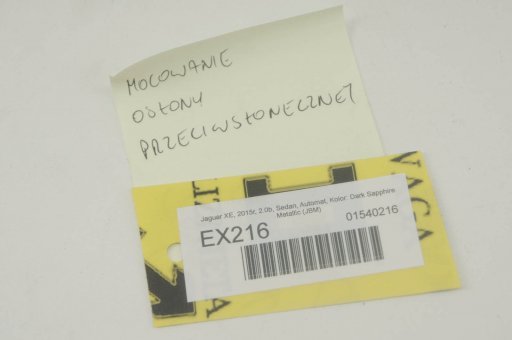 MOCOWANIE
OSŁONY
PRZECIWSŁONECZNEJ
Jaguar XE, 2015r, 2.0b, Sedan, Automat, Kolor: Dark Sapphire
Metallic (JBM)
EX216
01540216